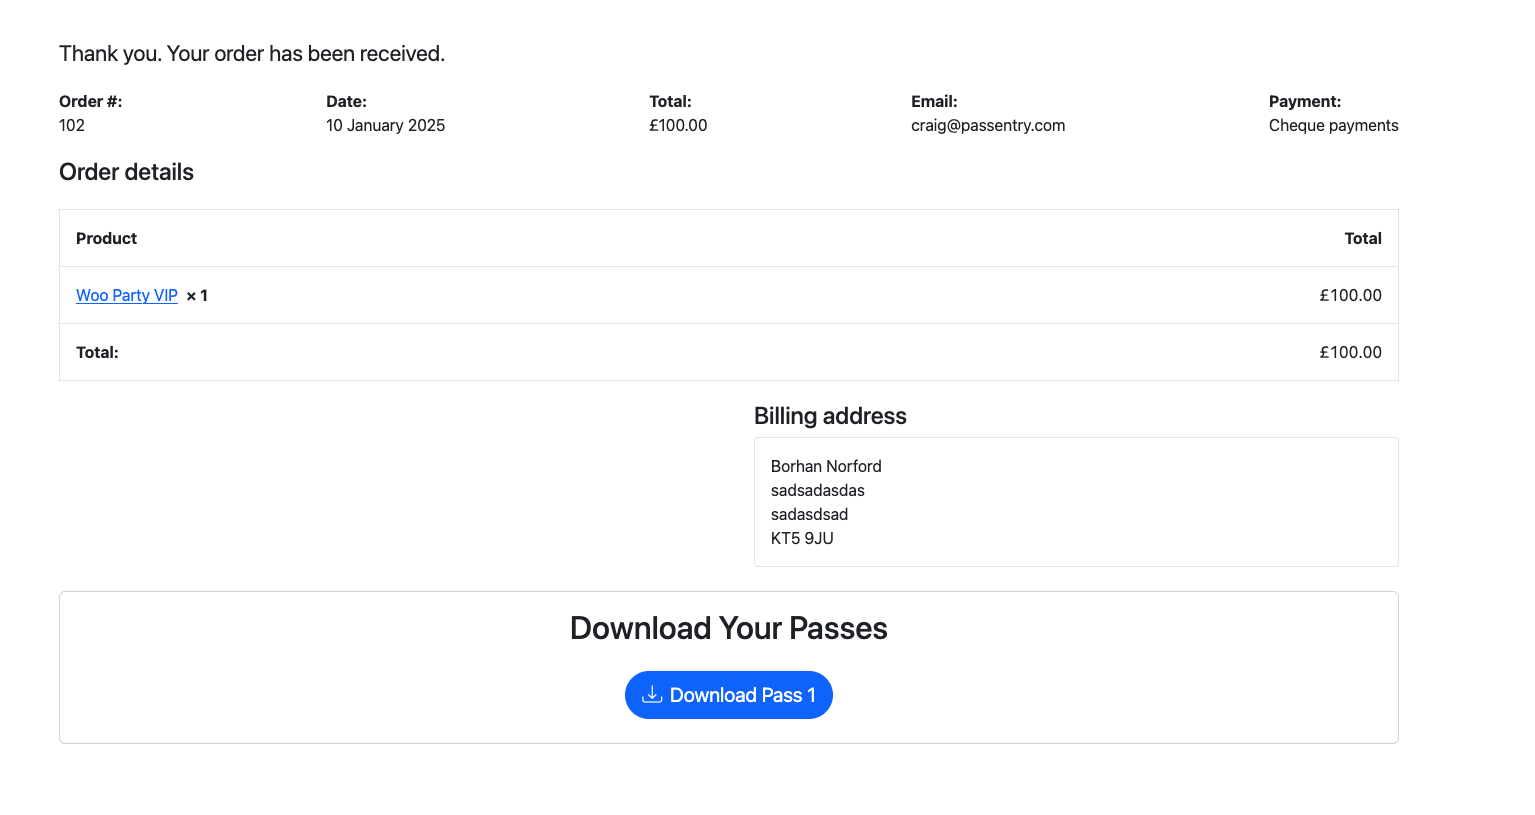 Thank you. Your order has been received.
Order #: Date: Total: Email: Payment:
102 10 January 2025 £100.00 craig@passentry.com Cheque payments
Order details
Product Total
Woo Party VIP × 1 £100.00
Total: £100.00
Billing address
Borhan Norford
sadsadasdas
sadasdsad
KT5 9JU
Download Your Passes
Download Pass 1